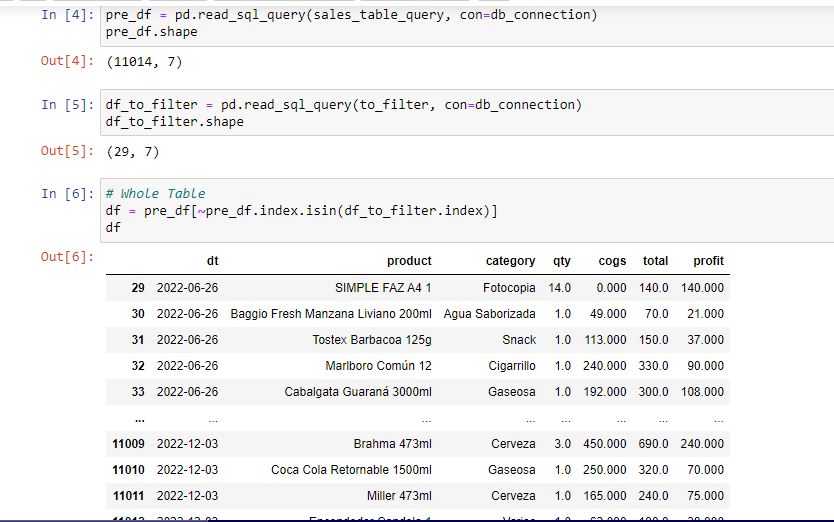 In [4]: pre_df = pd.read_sql_query(sales_table_query, con=db_connection)
pre_df.shape
Out[4]: (11014, 7)
In [5]: df_to_filter = pd.read_sql_query(to_filter, con=db_connection)
df_to_filter.shape
Out[5]: (29, 7)
In [6]: # Whole Table
df = pre_df[~pre_df.index.isin(df_to_filter.index)]
df
Out[6]:
dt product category qty cogs total profit
29 2022-06-26 SIMPLE FAZ A4 1 Fotocopia 14.0 0.000 140.0 140.000
30 2022-06-26 Baggio Fresh Manzana Liviano 200ml Agua Saborizada 1.0 49.000 70.0 21.000
31 2022-06-26 Tostex Barbacoa 125g Snack 1.0 113.000 150.0 37.000
32 2022-06-26 Marlboro Común 12 Cigarrillo 1.0 240.000 330.0 90.000
33 2022-06-26 Cabalgata Guaraná 3000ml Gaseosa 1.0 192.000 300.0 108.000
... ... ... ... ... ... ... ...
11009 2022-12-03 Brahma 473ml Cerveza 3.0 450.000 690.0 240.000
11010 2022-12-03 Coca Cola Retornable 1500ml Gaseosa 1.0 250.000 320.0 70.000
11011 2022-12-03 Miller 473ml Cerveza 1.0 165.000 240.0 75.000